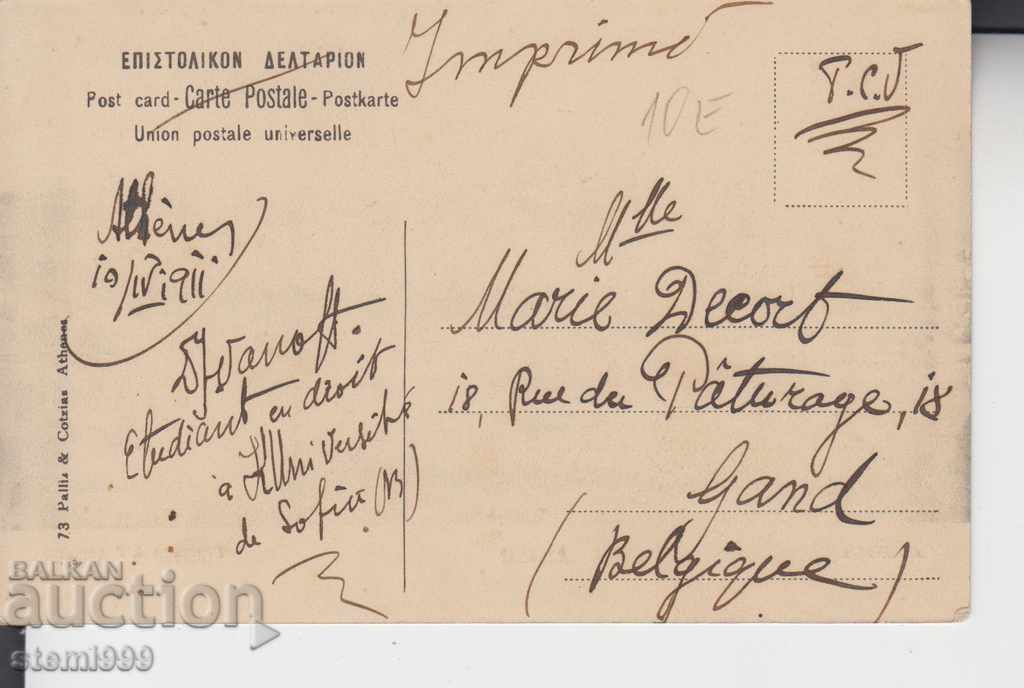 Imprimé
ΕΠΙΣΤΟΛΙΚΟΝ ΔΕΛΤΑΡΙΟΝ
Post card - Carte Postale - Postkarte
Union postale universelle
T.C.V
10E
Athènes
19/IV 1911
D Ivanoff.
Etudiant en droit
à l'Université
de Sofia (B)
Mlle
Marie Decort
18, Rue du Pâturage, 18
Gand
(Belgique)
73 Pallis & Cotzias Athenes
BALKAN
auction
stemi999